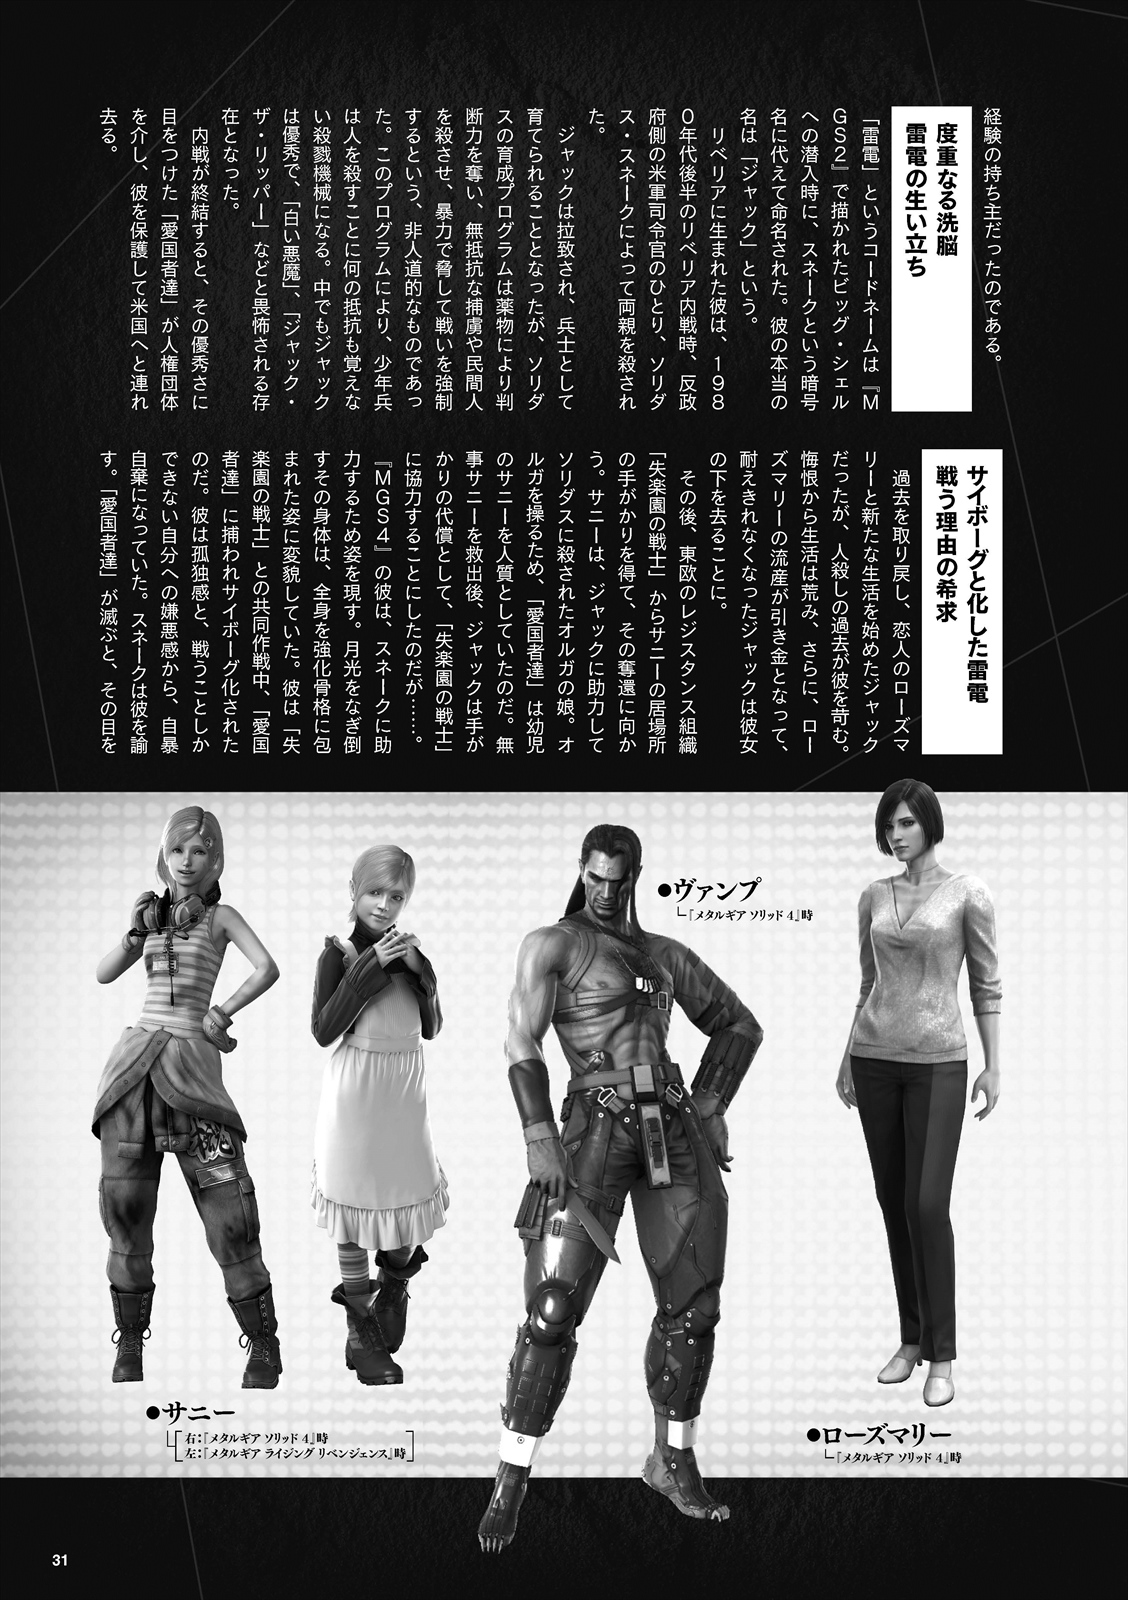 経験の持ち主だったのである。
度重なる洗脳
雷電の生い立ち
「雷電」というコードネームは『M
GS2』で描かれたビッグ・シェル
への潜入時に、スネークという暗号
名に代えて命名された。彼の本当の
名は「ジャック」という。
リベリアに生まれた彼は、198
0年代後半のリベリア内戦時、反政
府側の米軍司令官のひとり、ソリダ
ス・スネークによって両親を殺され
た。
ジャックは拉致され、兵士として
育てられることとなったが、ソリダ
スの育成プログラムは薬物により判
断力を奪い、無抵抗な捕虜や民間人
を殺させ、暴力で脅して戦いを強制
するという、非人道的なものであっ
た。このプログラムにより、少年兵
は人を殺すことに何の抵抗も覚えな
い殺戮機械になる。中でもジャック
は優秀で、「白い悪魔」、「ジャック・
ザ・リッパー」などと畏怖される存
在となった。
内戦が終結すると、その優秀さに
目をつけた「愛国者達」が人権団体
を介し、彼を保護して米国へと連れ
去る。
サイボーグと化した雷電
戦う理由の希求
過去を取り戻し、恋人のローズマ
リーと新たな生活を始めたジャック
だったが、人殺しの過去が彼を苛む。
悔恨から生活は荒み、さらに、ロー
ズマリーの流産が引き金となって、
耐えきれなくなったジャックは彼女
の下を去ることに。
その後、東欧のレジスタンス組織
「失楽園の戦士」からサニーの居場所
の手がかりを得て、その奪還に向か
う。サニーは、ジャックに助力して
ソリダスに殺されたオルガの娘。オ
ルガを操るため、「愛国者達」は幼児
のサニーを人質としていたのだ。無
事サニーを救出後、ジャックは手が
かりの代償として、「失楽園の戦士」
に協力することにしたのだが……。
『MGS4』の彼は、スネークに助
力するため姿を現す。月光をなぎ倒
すその身体は、全身を強化骨格に包
まれた姿に変貌していた。彼は「失
楽園の戦士」との共同作戦中、「愛国
者達」に捕われサイボーグ化された
のだ。彼は孤独感と、戦うことしか
できない自分への嫌悪感から、自暴
自棄になっていた。スネークは彼を諭
す。「愛国者達」が滅ぶと、その目を
●ヴァンプ
『メタルギア ソリッド 4』時
●サニー
右:『メタルギア ソリッド 4』時
左:『メタルギア ライジング リベンジェンス』時
●ローズマリー
『メタルギア ソリッド 4』時
31